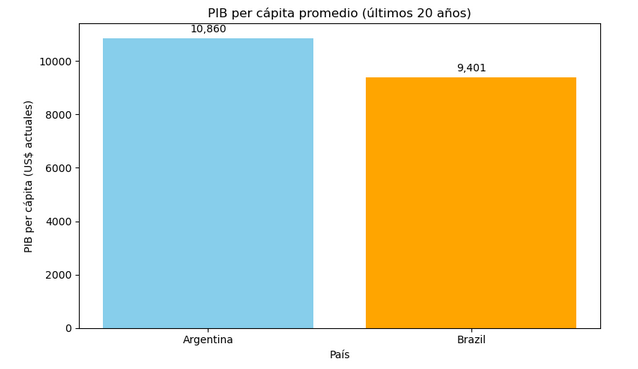 PIB per cápita promedio (últimos 20 años)
10,860
9,401
PIB per cápita (US$ actuales)
10000
8000
6000
4000
2000
0
Argentina
Brazil
País